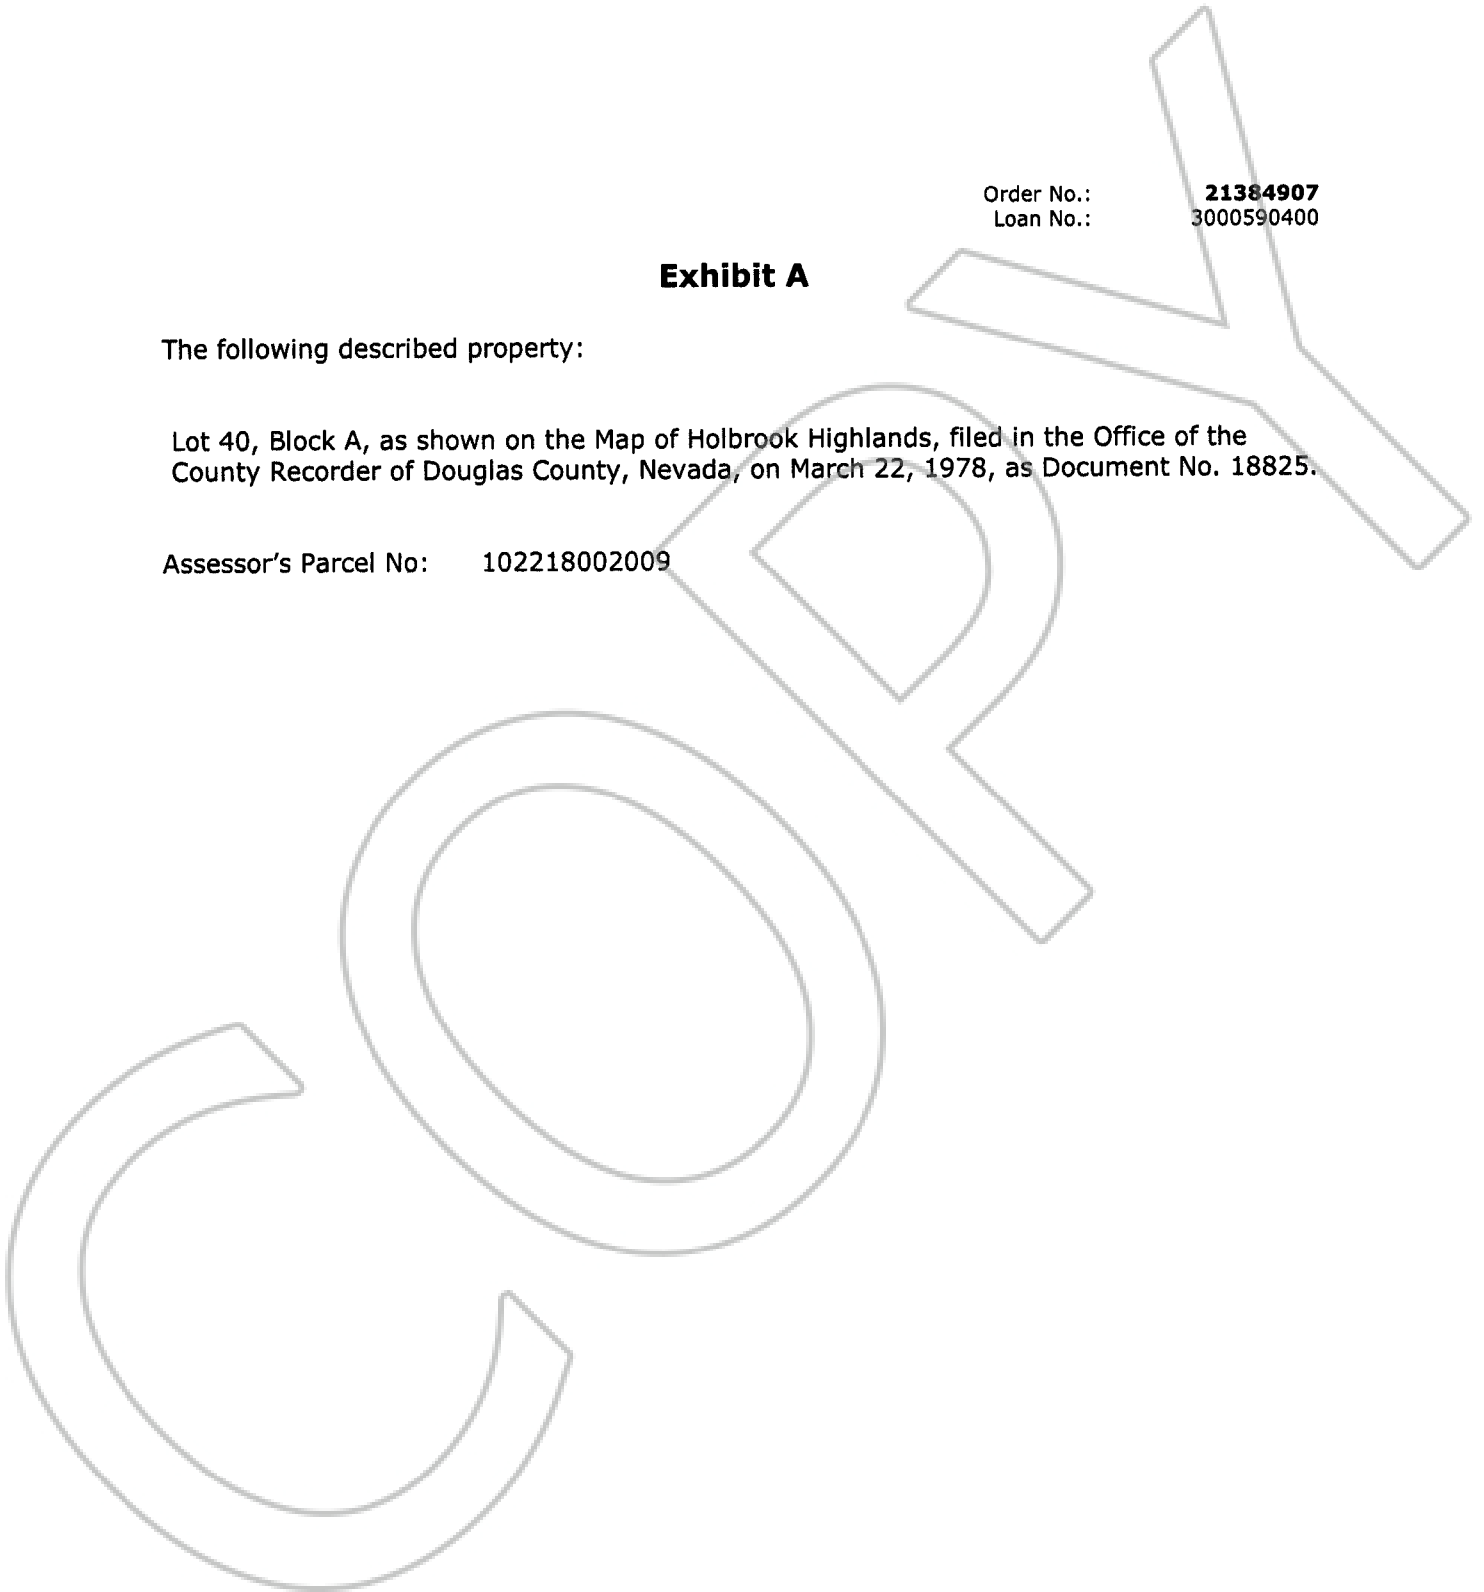 Order No.: 21384907
Loan No.: 3000590400
Exhibit A
The following described property:
Lot 40, Block A, as shown on the Map of Holbrook Highlands, filed in the Office of the
County Recorder of Douglas County, Nevada, on March 22, 1978, as Document No. 18825.
Assessor's Parcel No: 102218002009
COPY